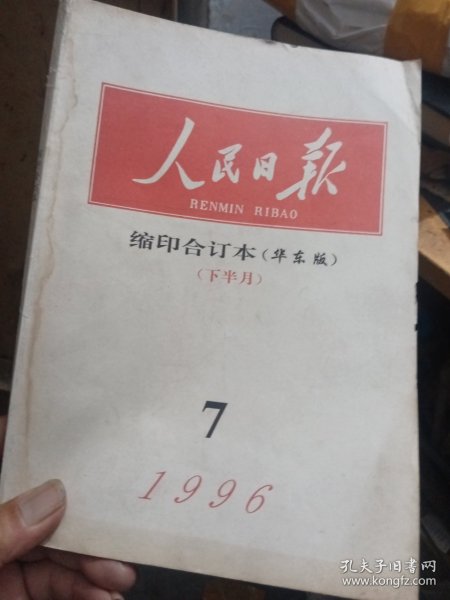 人民日报
RENMIN RIBAO
缩印合订本(华东版)
(下半月)
7
1996
孔夫子旧书网
www.kongfz.com